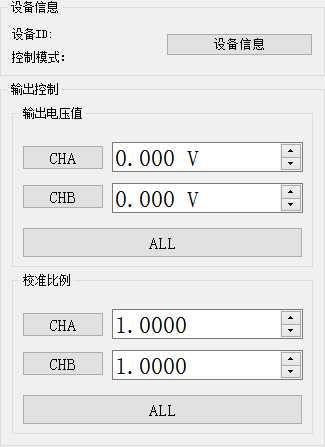 设备信息
设备ID:
设备信息
控制模式:
输出控制
输出电压值
CHA 0.000 V
CHB 0.000 V
ALL
校准比例
CHA 1.0000
CHB 1.0000
ALL